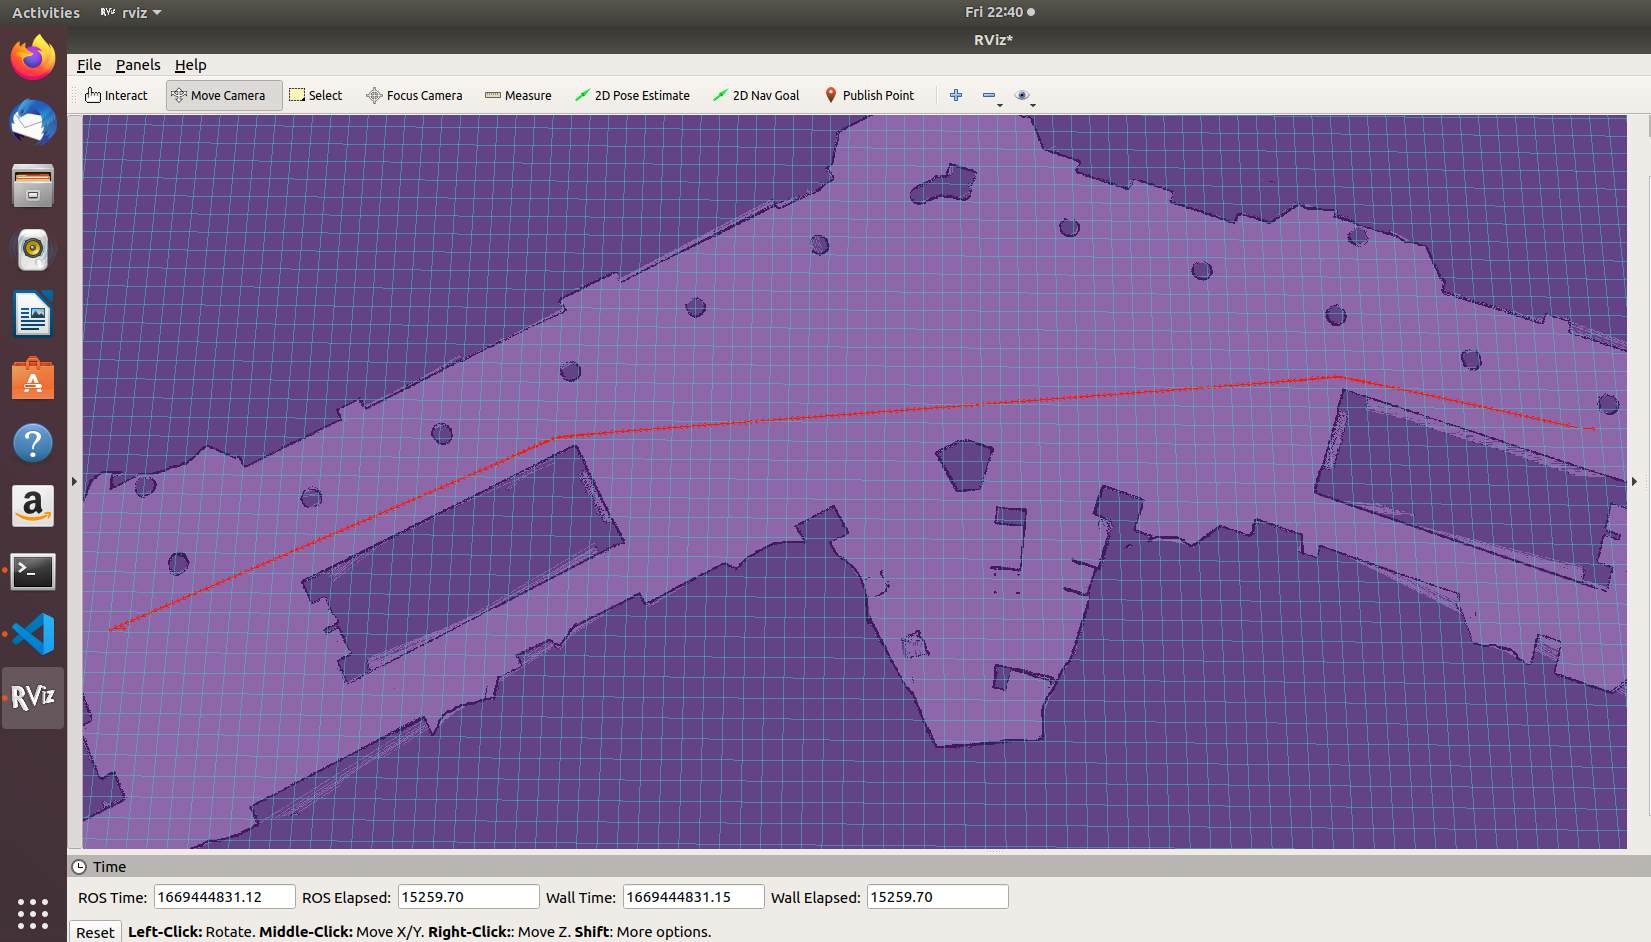 Activities RViz rviz Fri 22:40
RViz*
File Panels Help
Interact Move Camera Select Focus Camera Measure 2D Pose Estimate 2D Nav Goal Publish Point
RViz
Time
ROS Time: 1669444831.12 ROS Elapsed: 15259.70 Wall Time: 1669444831.15 Wall Elapsed: 15259.70
Reset Left-Click: Rotate. Middle-Click: Move X/Y. Right-Click:: Move Z. Shift: More options.